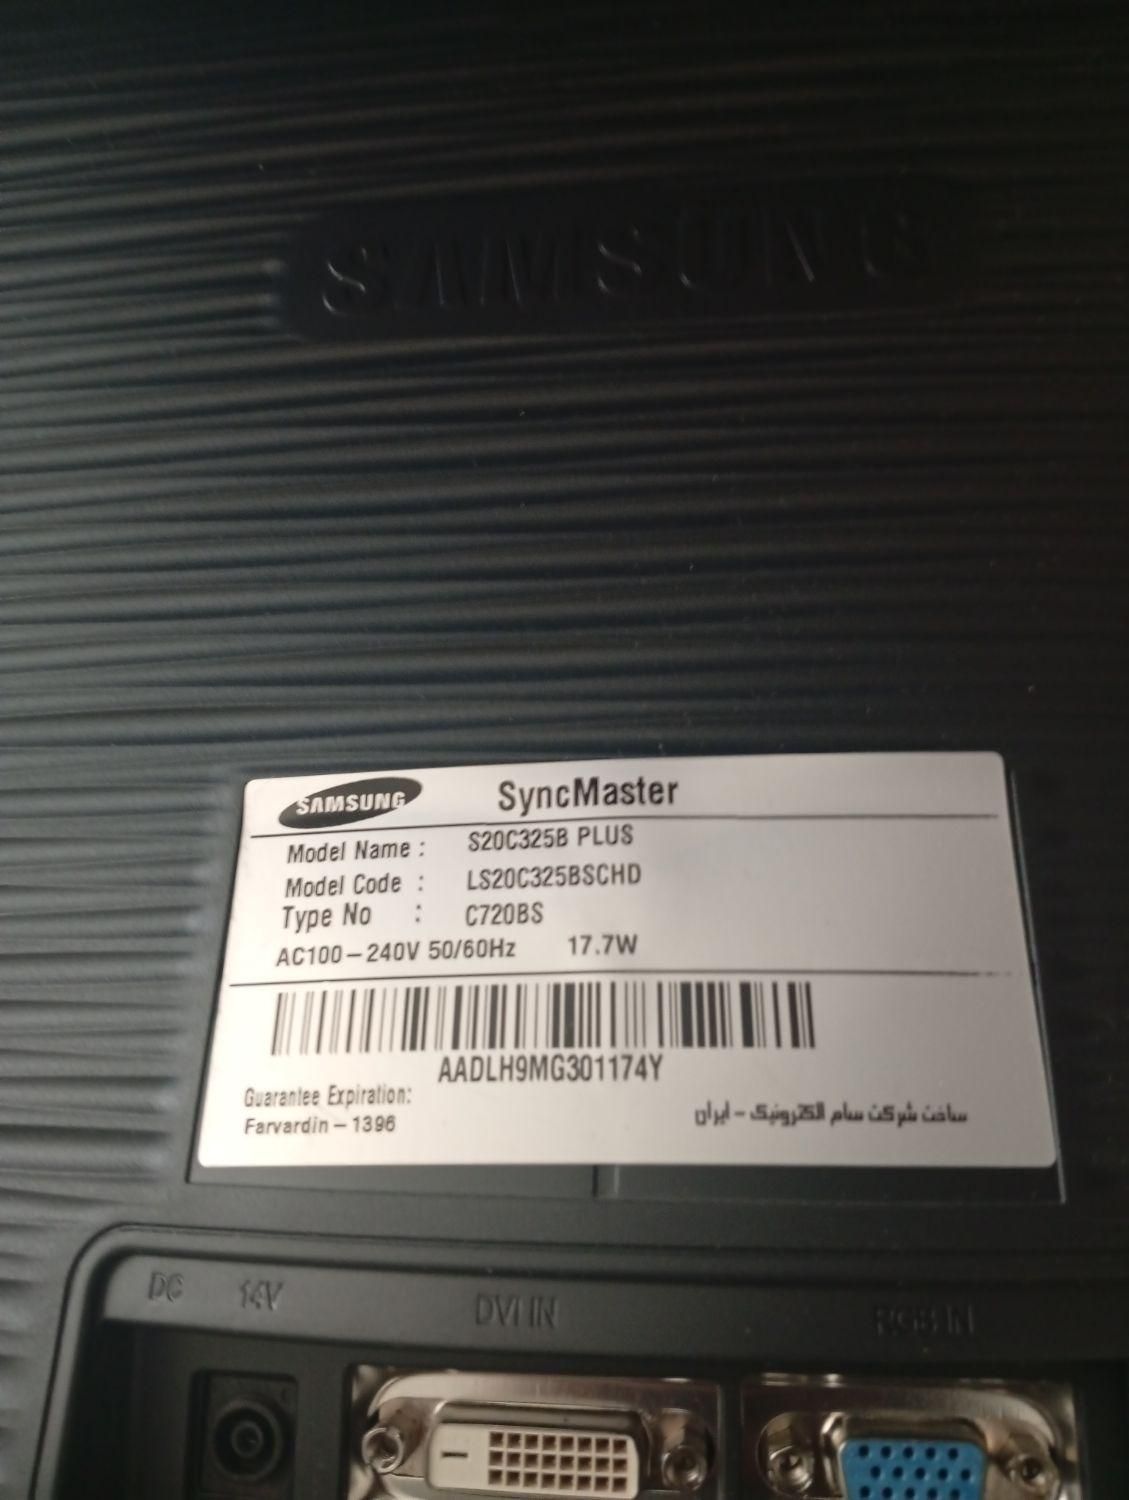 SAMSUNG
SAMSUNG SyncMaster
Model Name : S20C325B PLUS
Model Code : LS20C325BSCHD
Type No : C720BS
AC100-240V 50/60Hz 17.7W
AADLH9MG301174Y
Guarantee Expiration:
Farvardin - 1396
ساخت شرکت سام الکترونیک - ایران
DC 14V DVI IN RGB IN